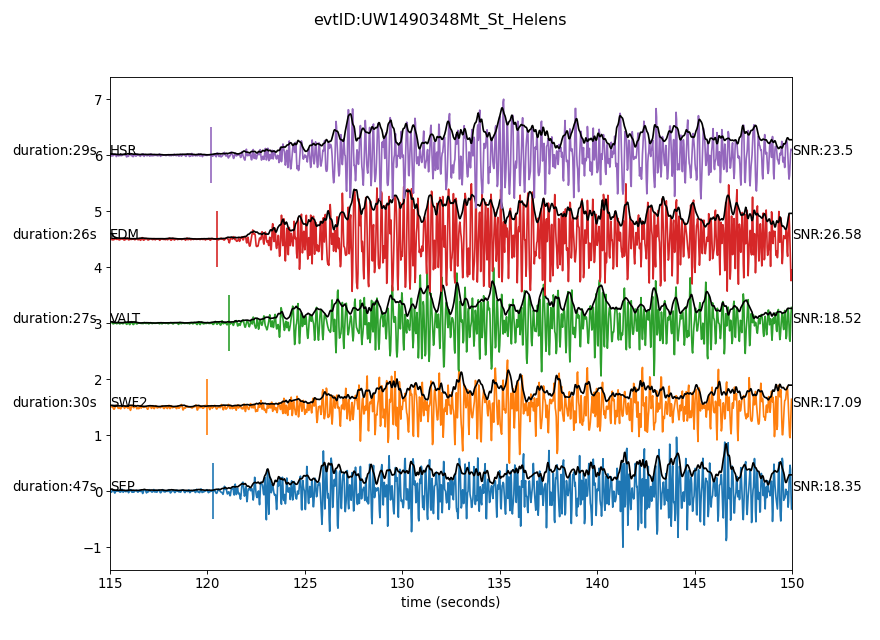 evtID:UW1490348Mt_St_Helens
7
duration:29s HSR SNR:23.5
6
5
duration:26s EDM SNR:26.58
4
duration:27s VALT SNR:18.52
3
2
duration:30s SWF2 SNR:17.09
1
duration:47s SEP SNR:18.35
0
−1
115 120 125 130 135 140 145 150
time (seconds)